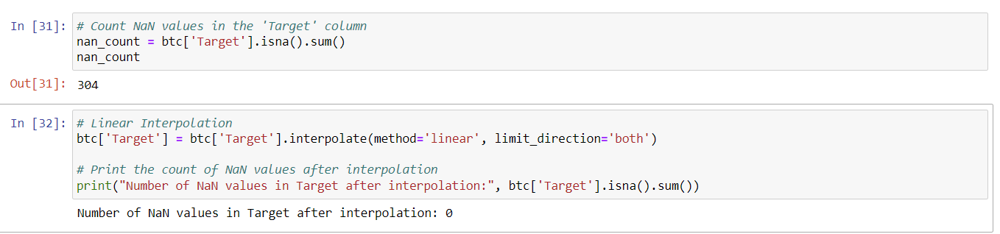 In [31]: # Count NaN values in the 'Target' column
nan_count = btc['Target'].isna().sum()
nan_count
Out[31]: 304
In [32]: # Linear Interpolation
btc['Target'] = btc['Target'].interpolate(method='linear', limit_direction='both')
# Print the count of NaN values after interpolation
print("Number of NaN values in Target after interpolation:", btc['Target'].isna().sum())
Number of NaN values in Target after interpolation: 0